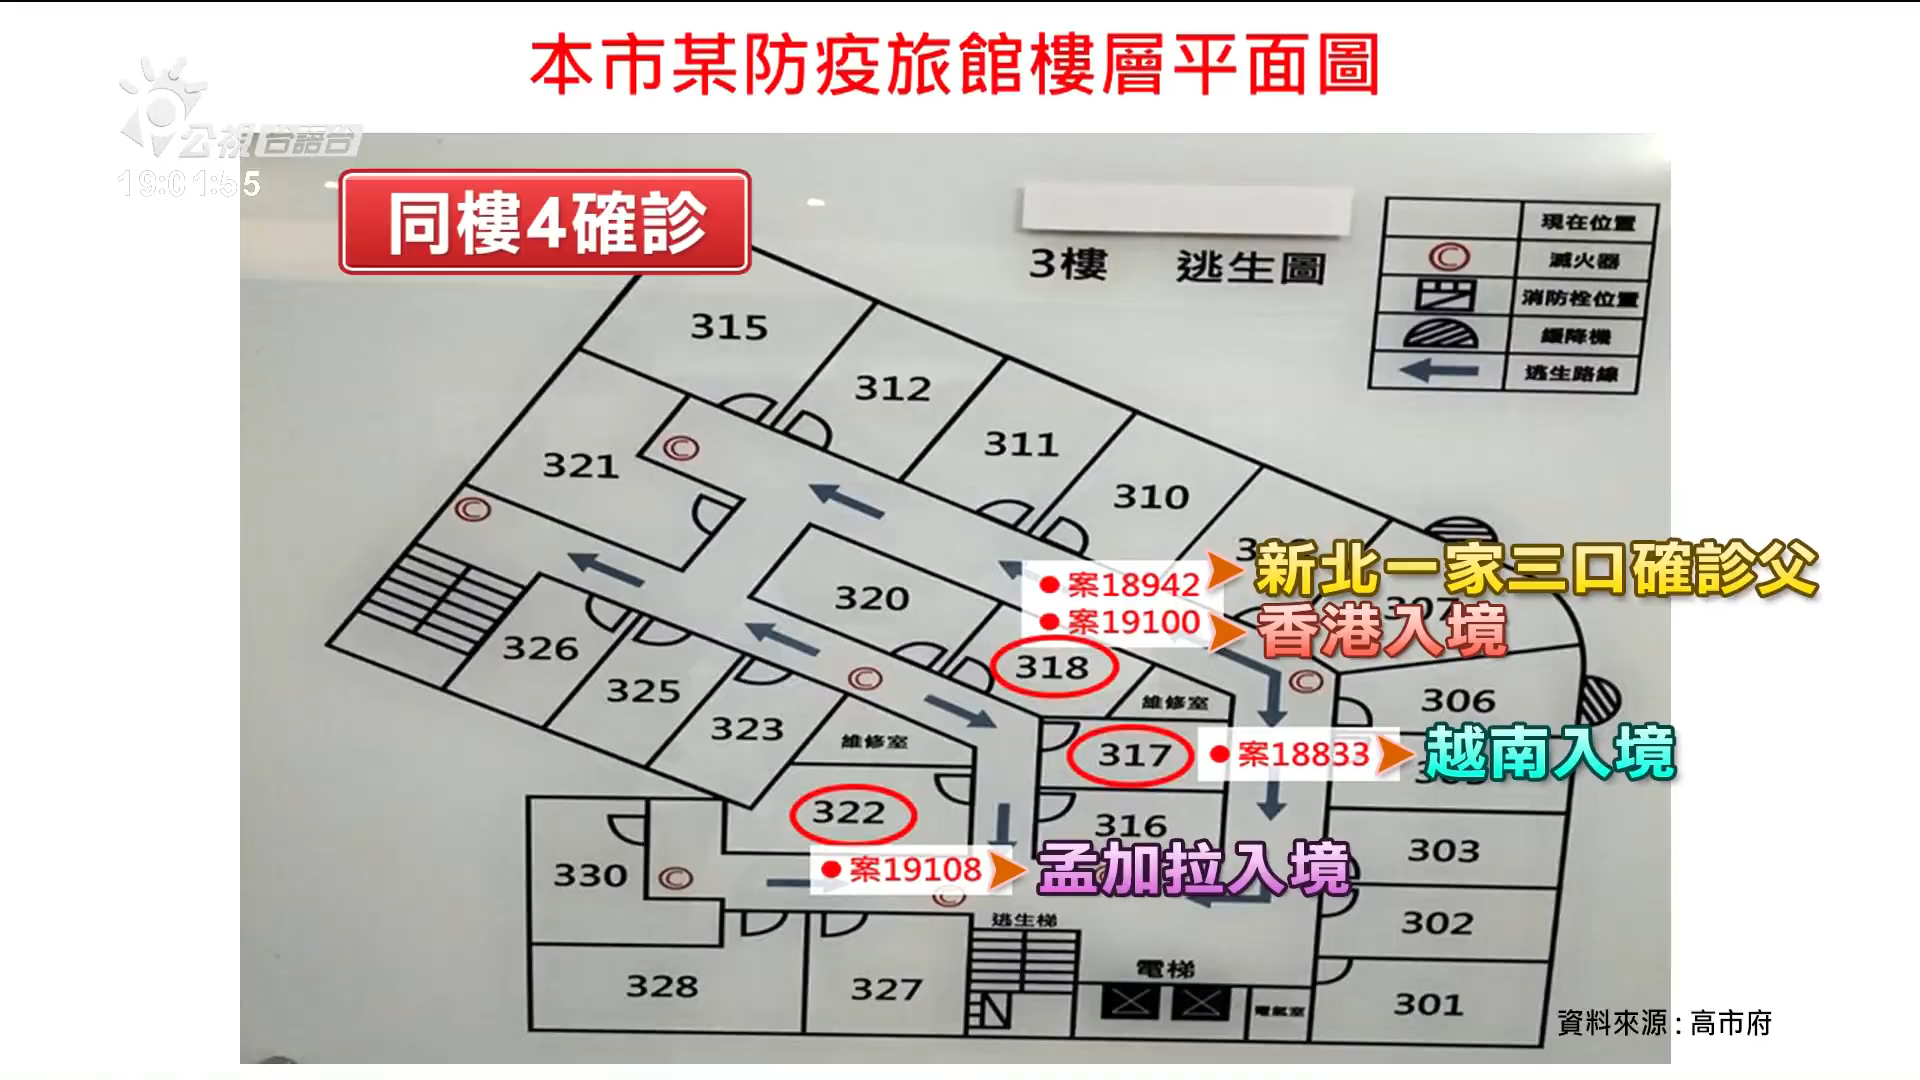 本市某防疫旅館樓層平面圖
公視台語台
19:01:55
同樓4確診
3樓 逃生圖
現在位置
滅火器
消防栓位置
緩降機
逃生路線
315
312
311
310
321
320
326
325
323
322
318
317
316
307
306
303
302
301
330
328
327
維修室
維修室
案18942
新北一家三口確診父
案19100
香港入境
案18833
越南入境
案19108
孟加拉入境
逃生梯
電梯
電氣室
資料來源:高市府